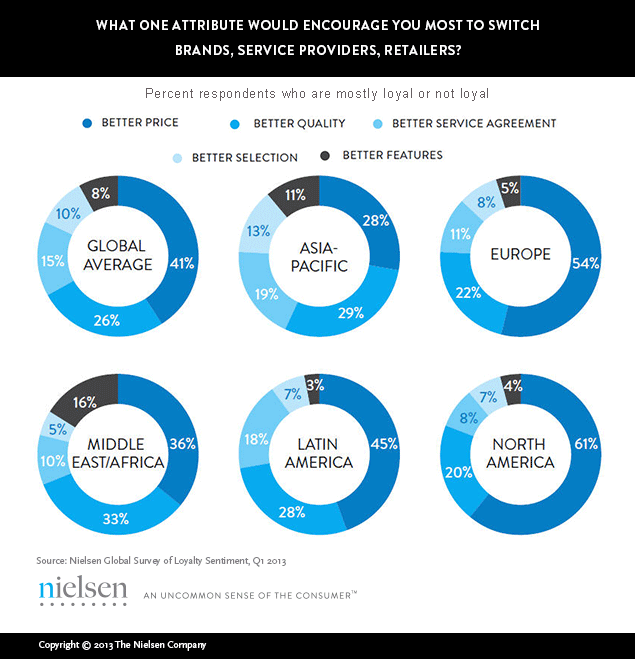 WHAT ONE ATTRIBUTE WOULD ENCOURAGE YOU MOST TO SWITCH
BRANDS, SERVICE PROVIDERS, RETAILERS?
Percent respondents who are mostly loyal or not loyal
BETTER PRICE
BETTER QUALITY
BETTER SERVICE AGREEMENT
BETTER SELECTION
BETTER FEATURES
8%
10%
15%
GLOBAL
AVERAGE
41%
26%
11%
28%
13%
ASIA-
PACIFIC
19%
29%
5%
8%
11%
EUROPE
54%
22%
16%
5%
36%
MIDDLE
EAST/AFRICA
10%
33%
3%
7%
18%
LATIN
AMERICA
45%
28%
4%
7%
8%
NORTH
AMERICA
61%
20%
Source: Nielsen Global Survey of Loyalty Sentiment, Q1 2013
nielsen
AN UNCOMMON SENSE OF THE CONSUMER™
Copyright © 2013 The Nielsen Company